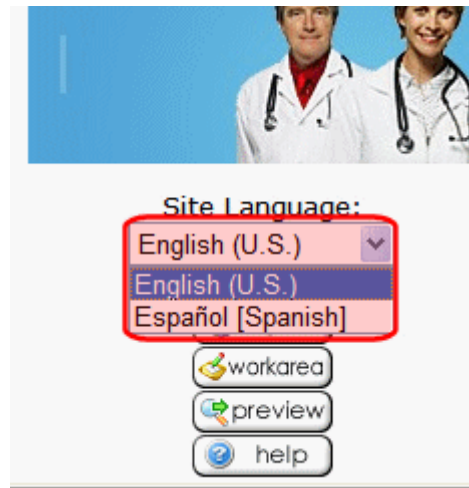 Site Language:
English (U.S.)
English (U.S.)
Español [Spanish]
workarea
preview
help